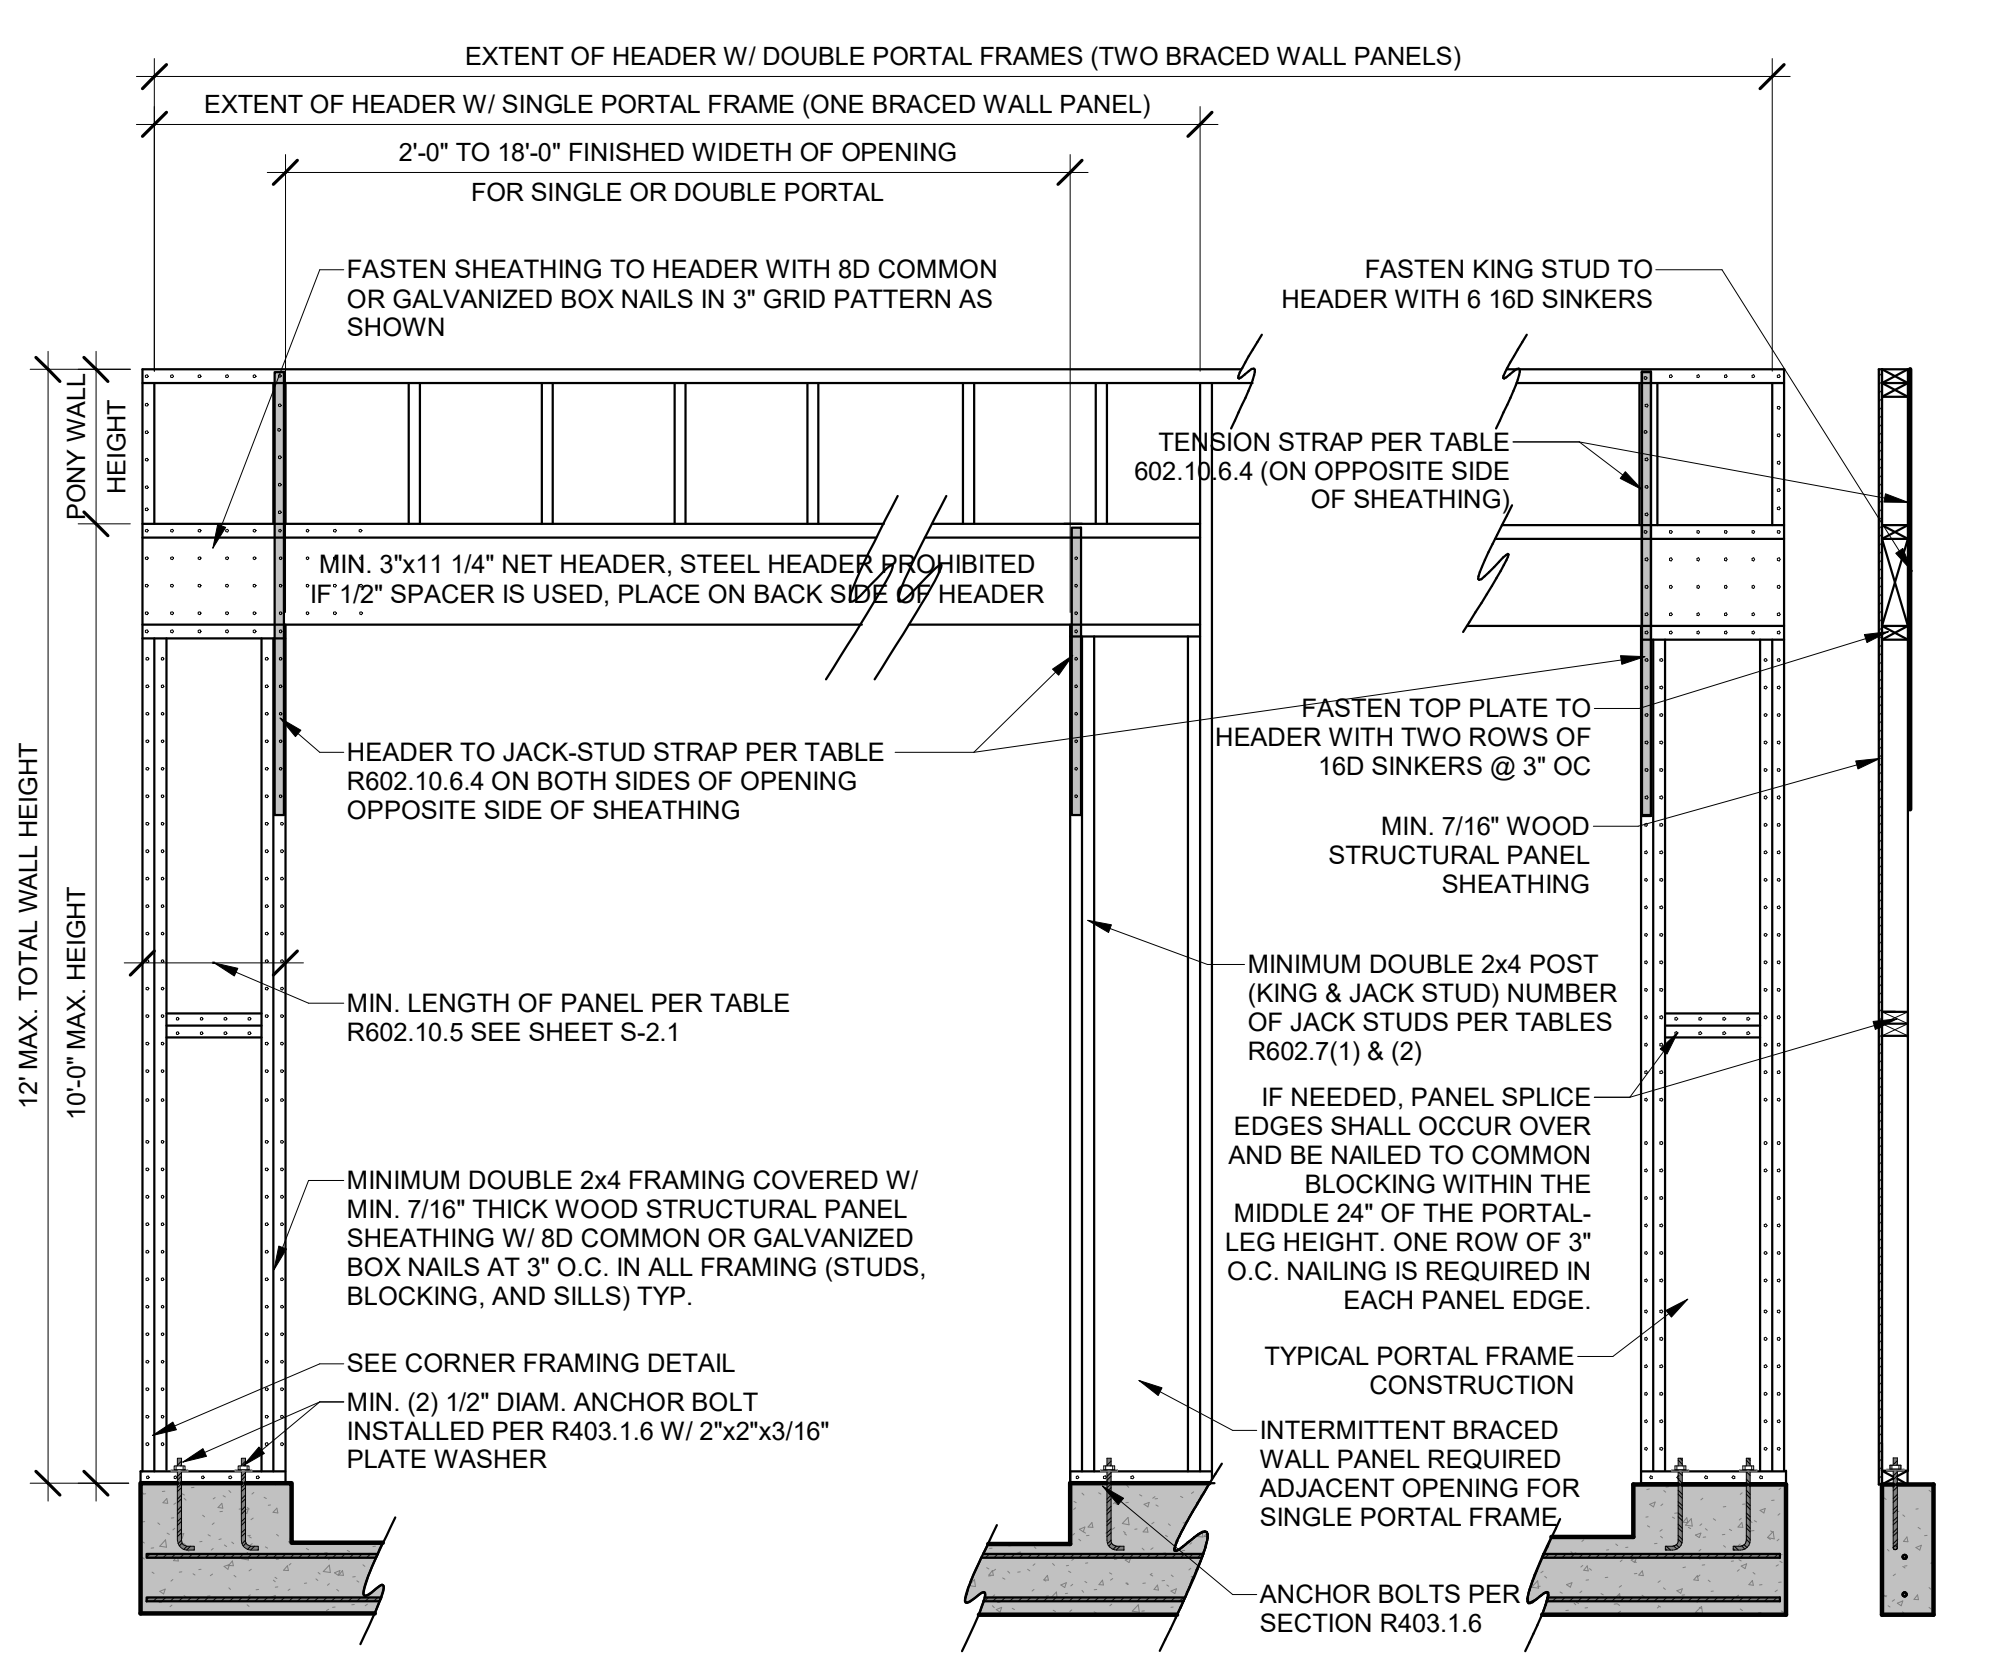 EXTENT OF HEADER W/ DOUBLE PORTAL FRAMES (TWO BRACED WALL PANELS)
EXTENT OF HEADER W/ SINGLE PORTAL FRAME (ONE BRACED WALL PANEL)
2'-0" TO 18'-0" FINISHED WIDETH OF OPENING
FOR SINGLE OR DOUBLE PORTAL
FASTEN SHEATHING TO HEADER WITH 8D COMMON
OR GALVANIZED BOX NAILS IN 3" GRID PATTERN AS
SHOWN
FASTEN KING STUD TO
HEADER WITH 6 16D SINKERS
PONY WALL
HEIGHT
TENSION STRAP PER TABLE
602.10.6.4 (ON OPPOSITE SIDE
OF SHEATHING)
MIN. 3"x11 1/4" NET HEADER, STEEL HEADER PROHIBITED
IF 1/2" SPACER IS USED, PLACE ON BACK SIDE OF HEADER
12' MAX. TOTAL WALL HEIGHT
10'-0" MAX. HEIGHT
HEADER TO JACK-STUD STRAP PER TABLE
R602.10.6.4 ON BOTH SIDES OF OPENING
OPPOSITE SIDE OF SHEATHING
FASTEN TOP PLATE TO
HEADER WITH TWO ROWS OF
16D SINKERS @ 3" OC
MIN. 7/16" WOOD
STRUCTURAL PANEL
SHEATHING
MIN. LENGTH OF PANEL PER TABLE
R602.10.5 SEE SHEET S-2.1
MINIMUM DOUBLE 2x4 POST
(KING & JACK STUD) NUMBER
OF JACK STUDS PER TABLES
R602.7(1) & (2)
IF NEEDED, PANEL SPLICE
EDGES SHALL OCCUR OVER
AND BE NAILED TO COMMON
BLOCKING WITHIN THE
MIDDLE 24" OF THE PORTAL-
LEG HEIGHT. ONE ROW OF 3"
O.C. NAILING IS REQUIRED IN
EACH PANEL EDGE.
MINIMUM DOUBLE 2x4 FRAMING COVERED W/
MIN. 7/16" THICK WOOD STRUCTURAL PANEL
SHEATHING W/ 8D COMMON OR GALVANIZED
BOX NAILS AT 3" O.C. IN ALL FRAMING (STUDS,
BLOCKING, AND SILLS) TYP.
SEE CORNER FRAMING DETAIL
MIN. (2) 1/2" DIAM. ANCHOR BOLT
INSTALLED PER R403.1.6 W/ 2"x2"x3/16"
PLATE WASHER
TYPICAL PORTAL FRAME
CONSTRUCTION
INTERMITTENT BRACED
WALL PANEL REQUIRED
ADJACENT OPENING FOR
SINGLE PORTAL FRAME
ANCHOR BOLTS PER
SECTION R403.1.6